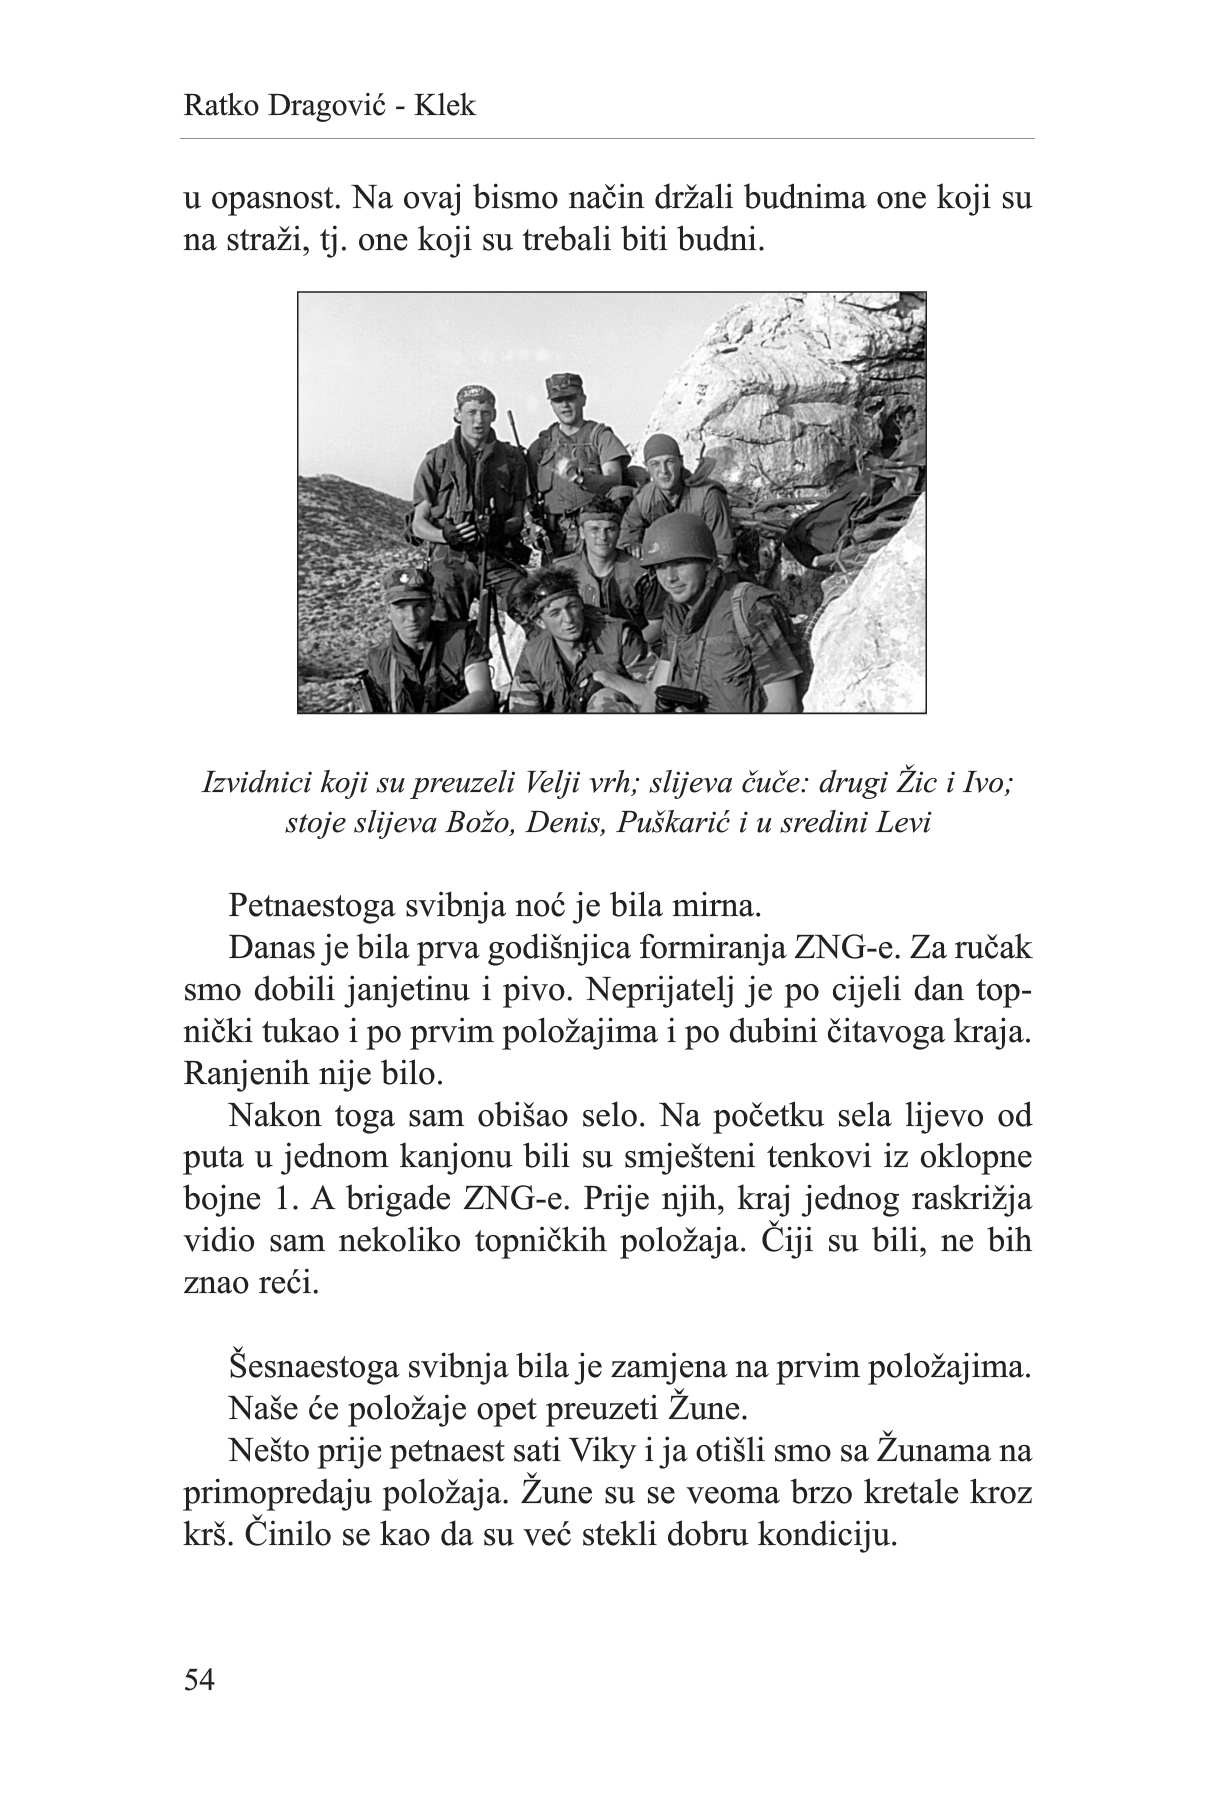 Ratko Dragović - Klek
u opasnost. Na ovaj bismo način držali budnima one koji su
na straži, tj. one koji su trebali biti budni.
Izvidnici koji su preuzeli Velji vrh; slijeva čuče: drugi Žic i Ivo;
stoje slijeva Božo, Denis, Puškarić i u sredini Levi
Petnaestoga svibnja noć je bila mirna.
Danas je bila prva godišnjica formiranja ZNG-e. Za ručak
smo dobili janjetinu i pivo. Neprijatelj je po cijeli dan top-
nički tukao i po prvim položajima i po dubini čitavoga kraja.
Ranjenih nije bilo.
Nakon toga sam obišao selo. Na početku sela lijevo od
puta u jednom kanjonu bili su smješteni tenkovi iz oklopne
bojne 1. A brigade ZNG-e. Prije njih, kraj jednog raskrižja
vidio sam nekoliko topničkih položaja. Čiji su bili, ne bih
znao reći.
Šesnaestoga svibnja bila je zamjena na prvim položajima.
Naše će položaje opet preuzeti Žune.
Nešto prije petnaest sati Viky i ja otišli smo sa Žunama na
primopredaju položaja. Žune su se veoma brzo kretale kroz
krš. Činilo se kao da su već stekli dobru kondiciju.
54